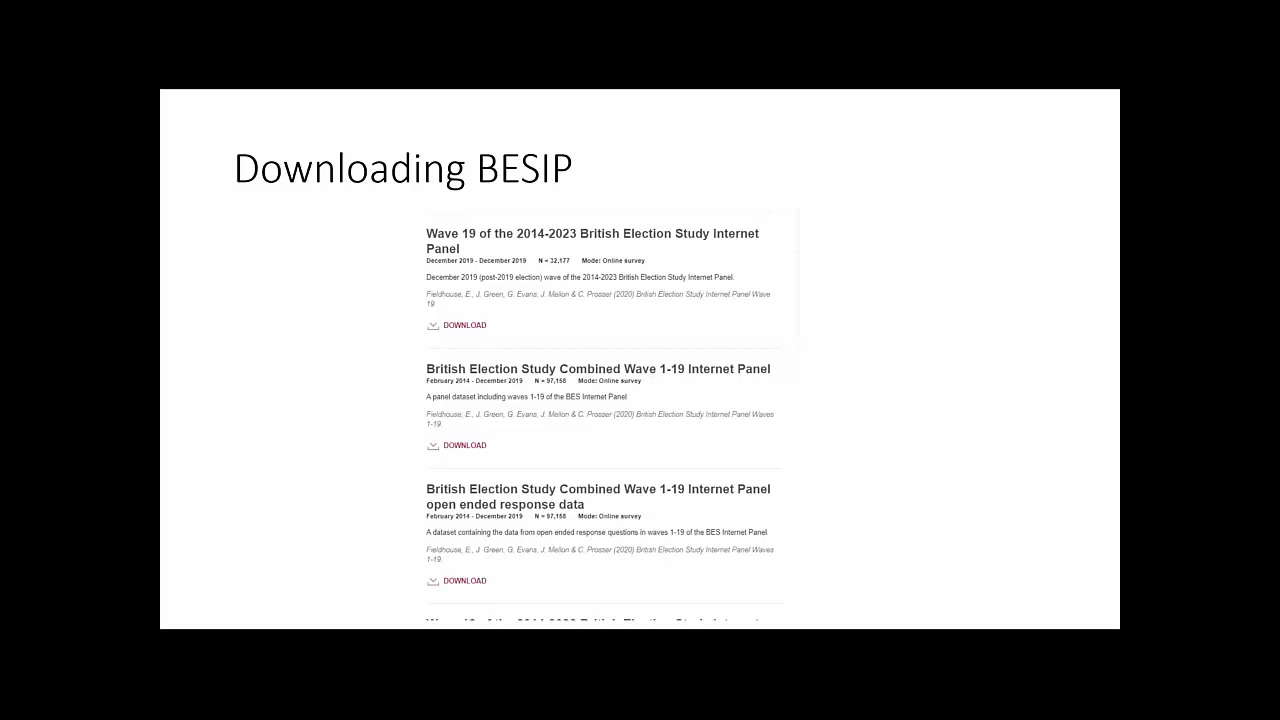 Downloading BESIP
Wave 19 of the 2014-2023 British Election Study Internet
Panel
December 2019 - December 2019 N = 32,177 Mode: Online survey
December 2019 (post-2019 election) wave of the 2014-2023 British Election Study Internet Panel.
Fieldhouse, E., J. Green, G. Evans, J. Mellon & C. Prosser (2020) British Election Study Internet Panel Wave
19.
DOWNLOAD
British Election Study Combined Wave 1-19 Internet Panel
February 2014 - December 2019 N = 97,158 Mode: Online survey
A panel dataset including waves 1-19 of the BES Internet Panel
Fieldhouse, E., J. Green, G. Evans, J. Mellon & C. Prosser (2020) British Election Study Internet Panel Waves
1-19.
DOWNLOAD
British Election Study Combined Wave 1-19 Internet Panel
open ended response data
February 2014 - December 2019 N = 97,158 Mode: Online survey
A dataset containing the data from open ended response questions in waves 1-19 of the BES Internet Panel
Fieldhouse, E., J. Green, G. Evans, J. Mellon & C. Prosser (2020) British Election Study Internet Panel Waves
1-19.
DOWNLOAD